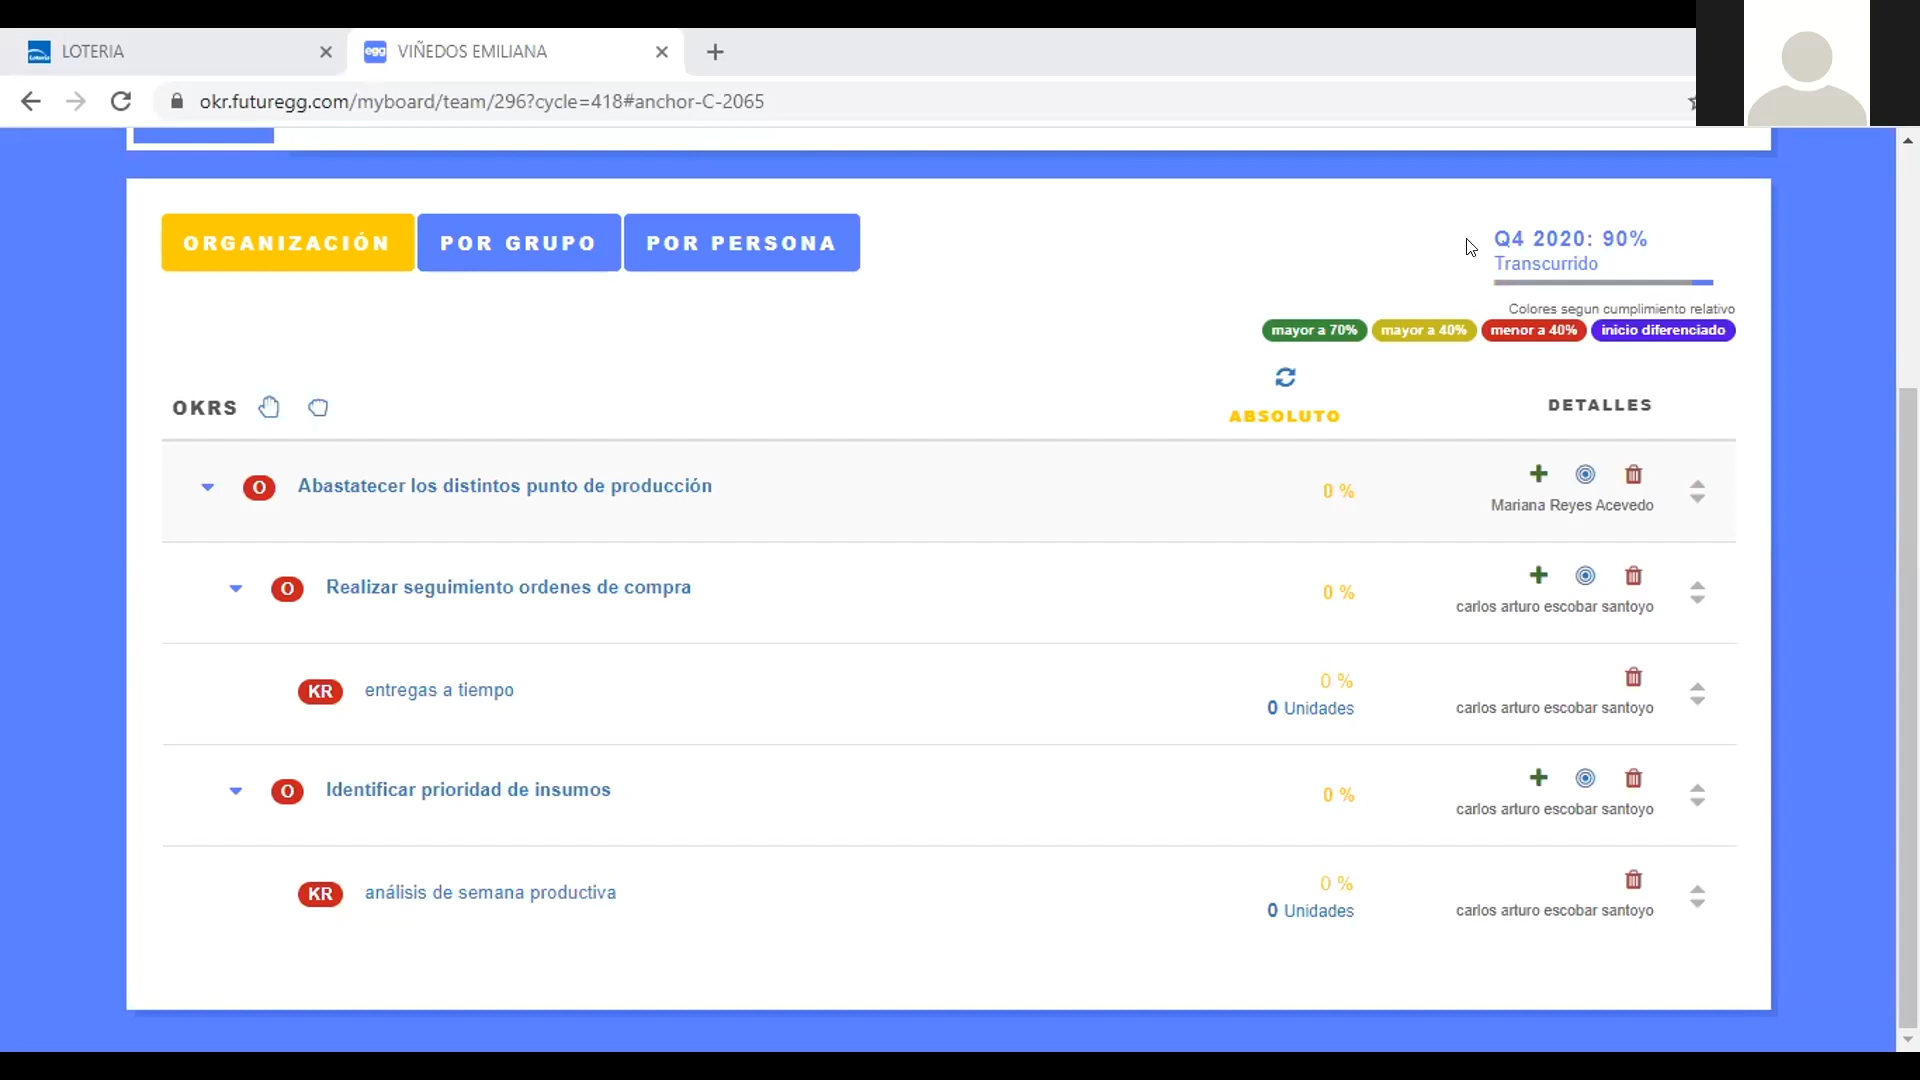 LOTERIA
egg VIÑEDOS EMILIANA
okr.futuregg.com/myboard/team/296?cycle=418#anchor-C-2065
ORGANIZACIÓN POR GRUPO POR PERSONA
Q4 2020: 90%
Transcurrido
Colores segun cumplimiento relativo
mayor a 70% mayor a 40% menor a 40% inicio diferenciado
OKRS ABSOLUTO DETALLES
O Abastatecer los distintos punto de producción 0 %
Mariana Reyes Acevedo
O Realizar seguimiento ordenes de compra 0 %
carlos arturo escobar santoyo
KR entregas a tiempo 0 %
0 Unidades carlos arturo escobar santoyo
O Identificar prioridad de insumos 0 %
carlos arturo escobar santoyo
KR análisis de semana productiva 0 %
0 Unidades carlos arturo escobar santoyo